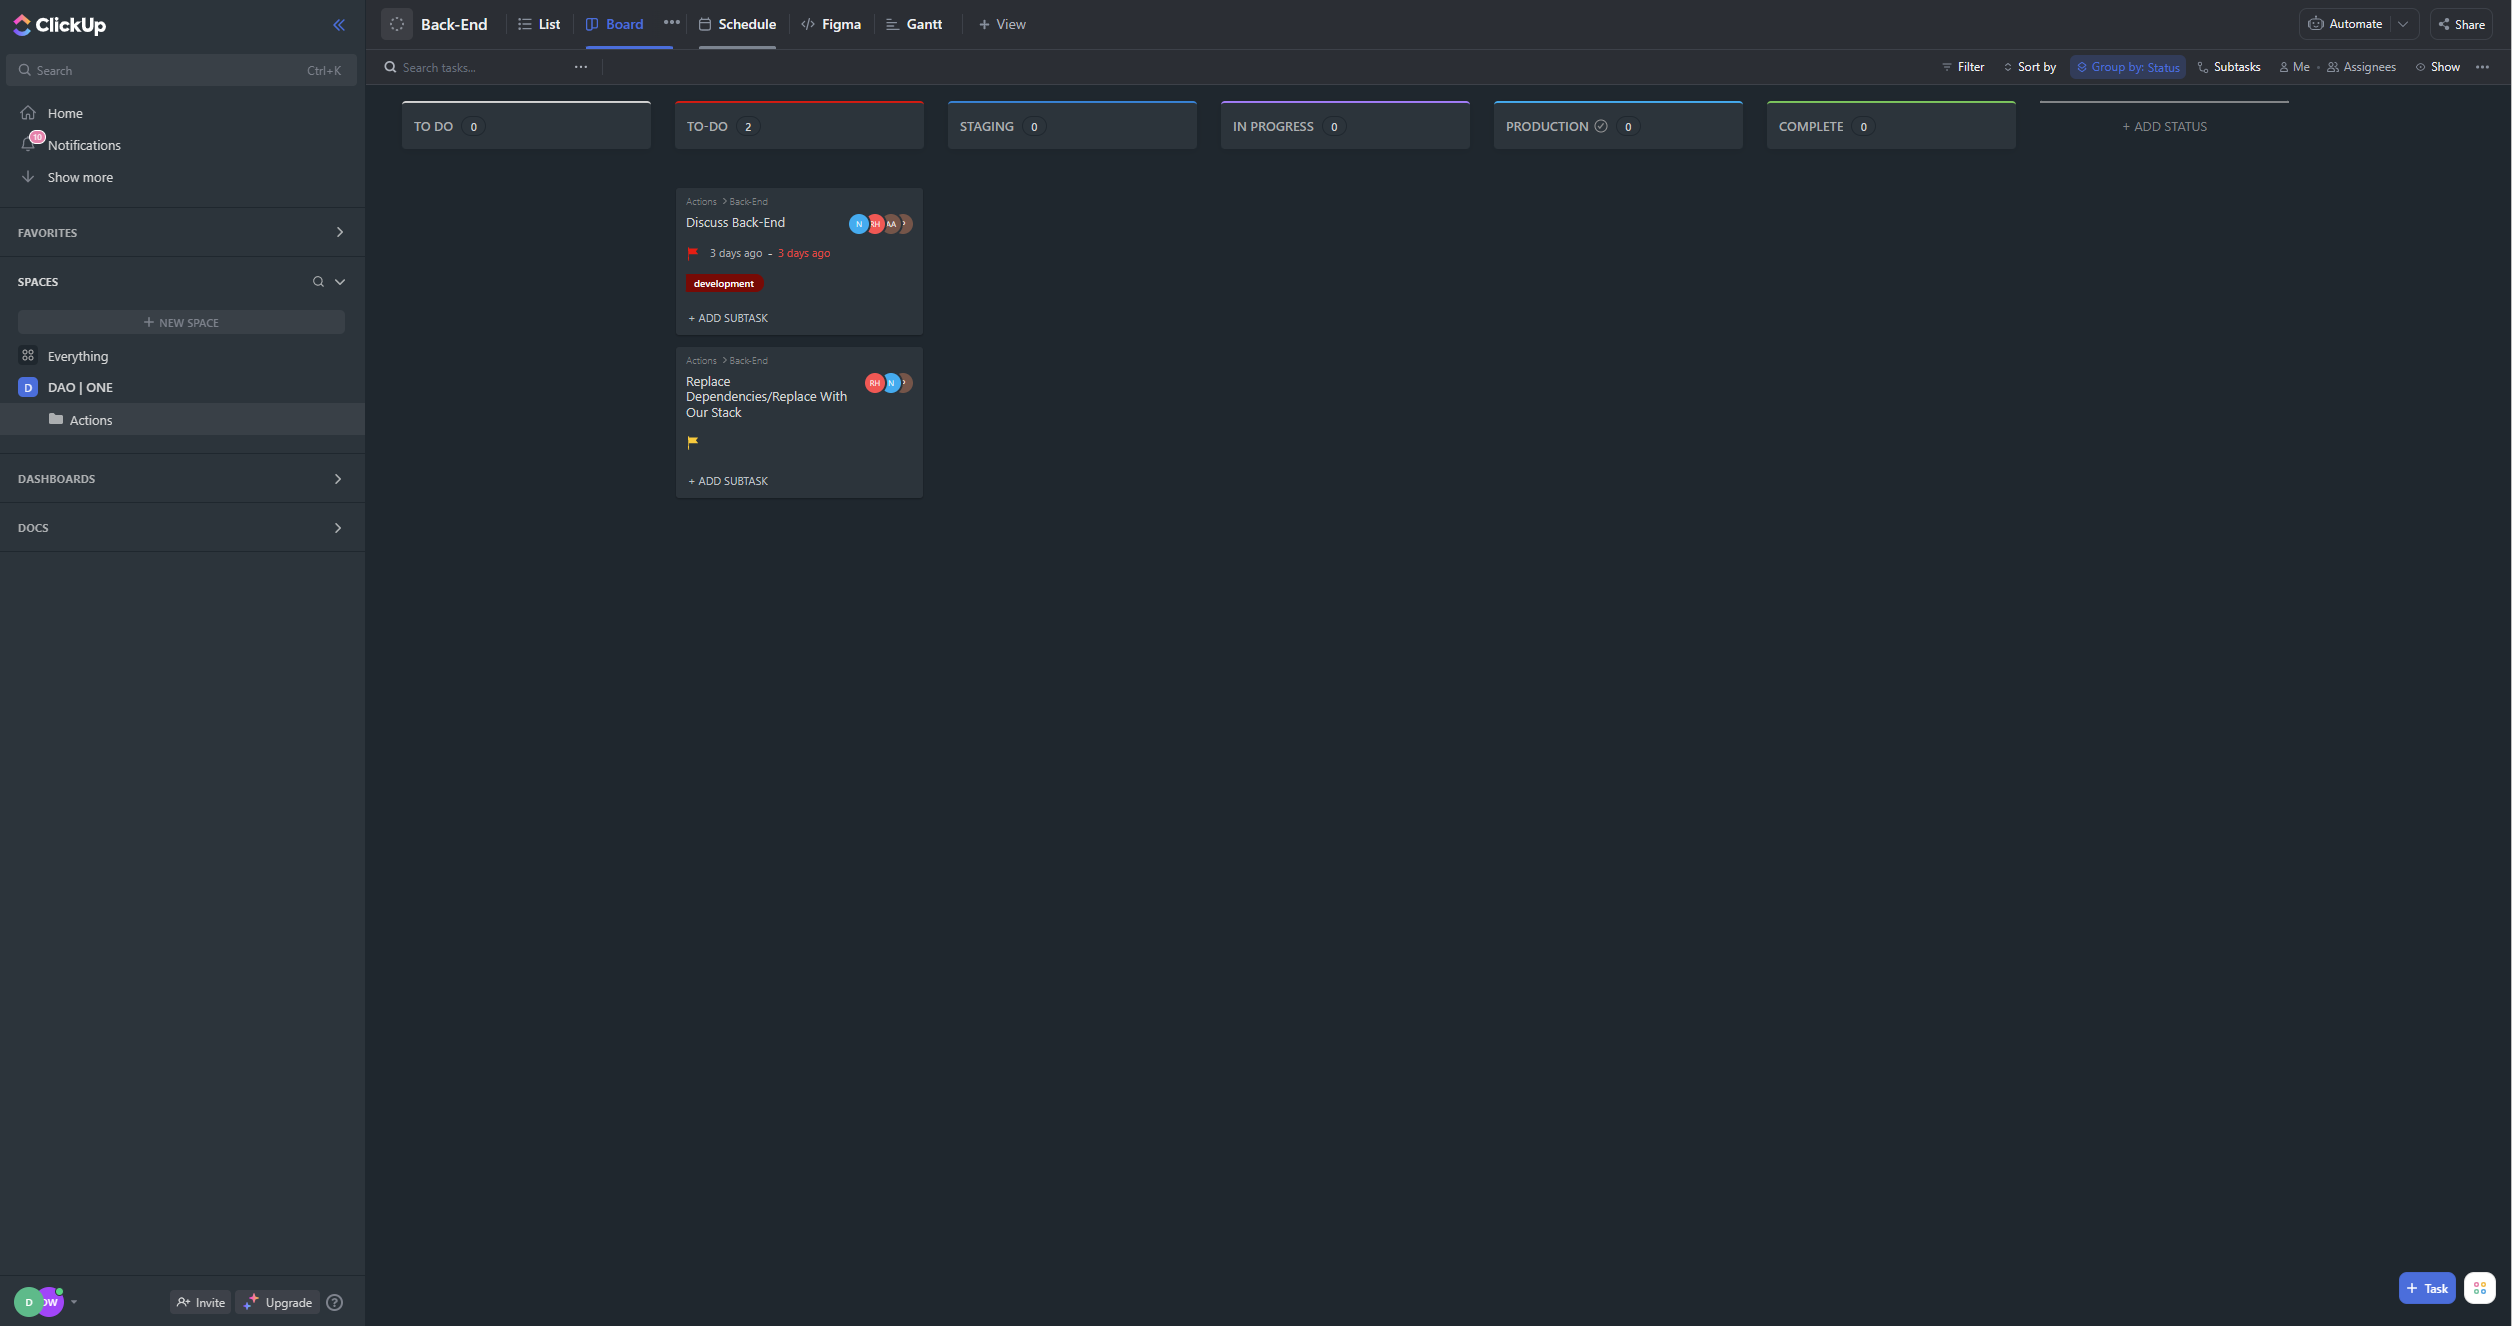 ClickUp
Search
Ctrl+K
Home
10
Notifications
Show more
FAVORITES
SPACES
+ NEW SPACE
Everything
D
DAO | ONE
Actions
DASHBOARDS
DOCS
D
DW
Invite
Upgrade
?
Back-End
List
Board
Schedule
Figma
Gantt
+ View
Automate
Share
Search tasks...
Filter
Sort by
Group by: Status
Subtasks
Me
Assignees
Show
TO DO 0
TO-DO 2
STAGING 0
IN PROGRESS 0
PRODUCTION 0
COMPLETE 0
+ ADD STATUS
Actions > Back-End
Discuss Back-End
N RH AA P
3 days ago - 3 days ago
development
+ ADD SUBTASK
Actions > Back-End
Replace
Dependencies/Replace With
Our Stack
RH N P
+ ADD SUBTASK
+ Task